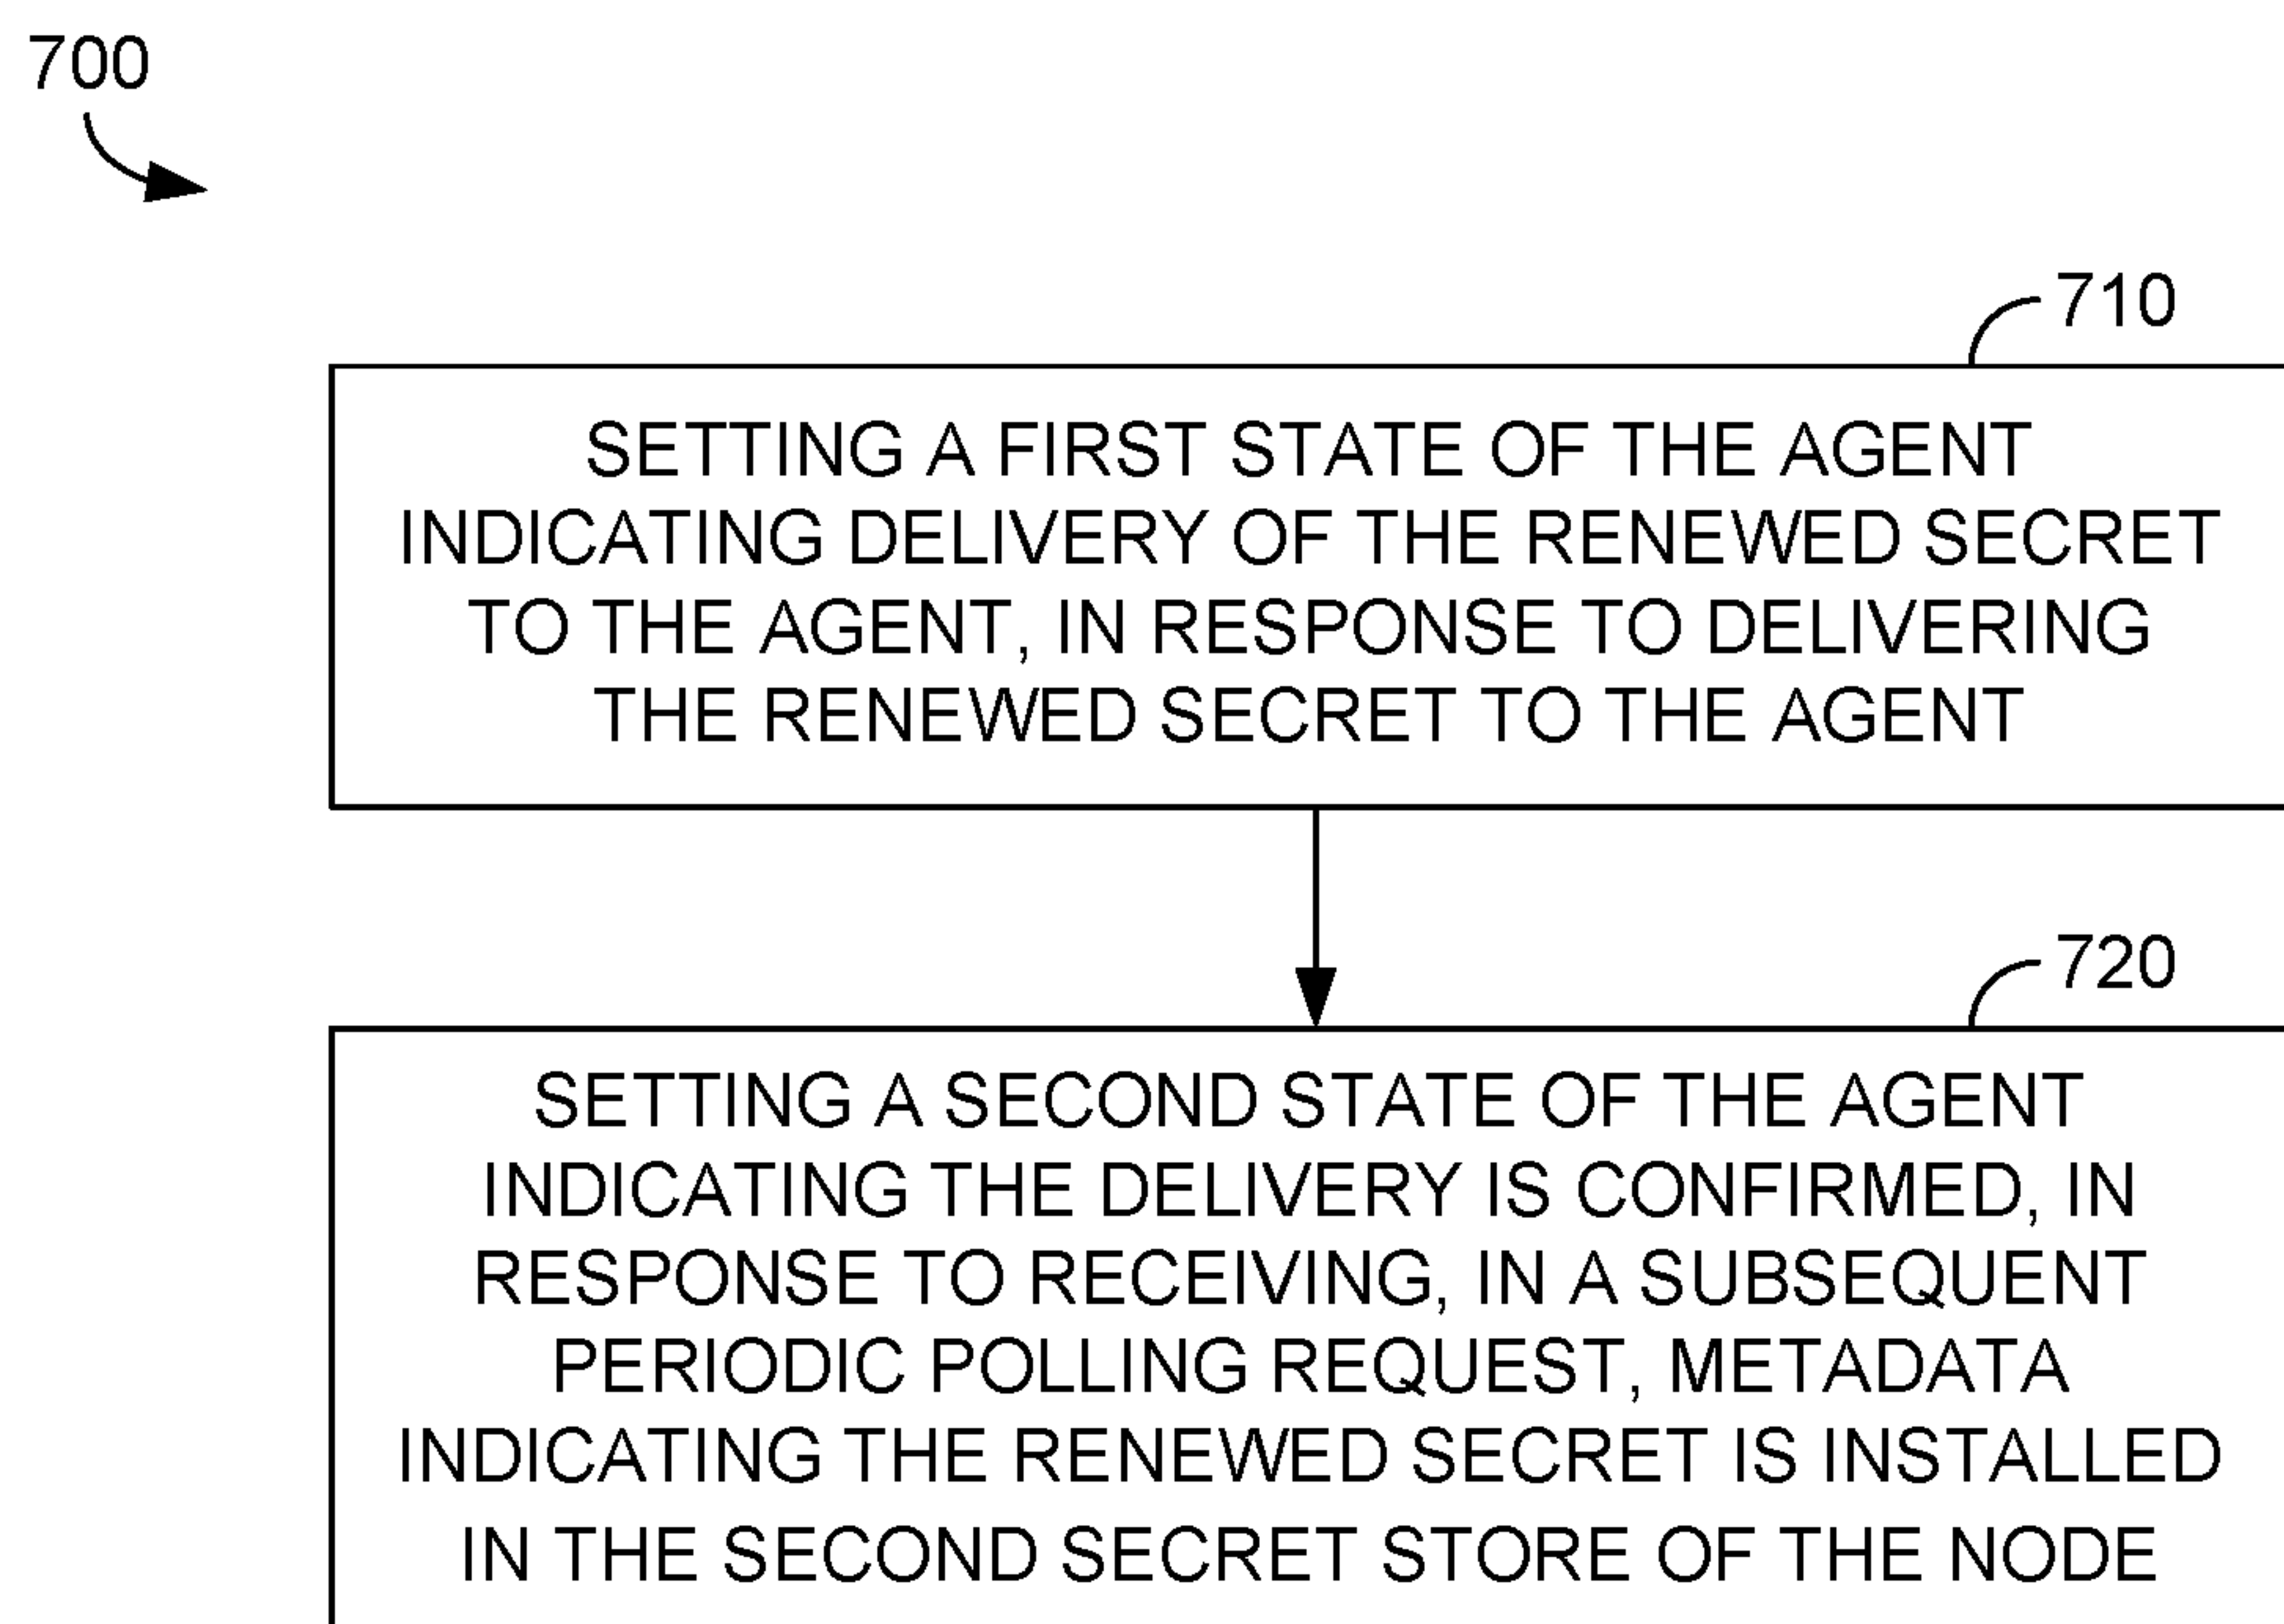 700
710
SETTING A FIRST STATE OF THE AGENT
INDICATING DELIVERY OF THE RENEWED SECRET
TO THE AGENT, IN RESPONSE TO DELIVERING
THE RENEWED SECRET TO THE AGENT
720
SETTING A SECOND STATE OF THE AGENT
INDICATING THE DELIVERY IS CONFIRMED, IN
RESPONSE TO RECEIVING, IN A SUBSEQUENT
PERIODIC POLLING REQUEST, METADATA
INDICATING THE RENEWED SECRET IS INSTALLED
IN THE SECOND SECRET STORE OF THE NODE